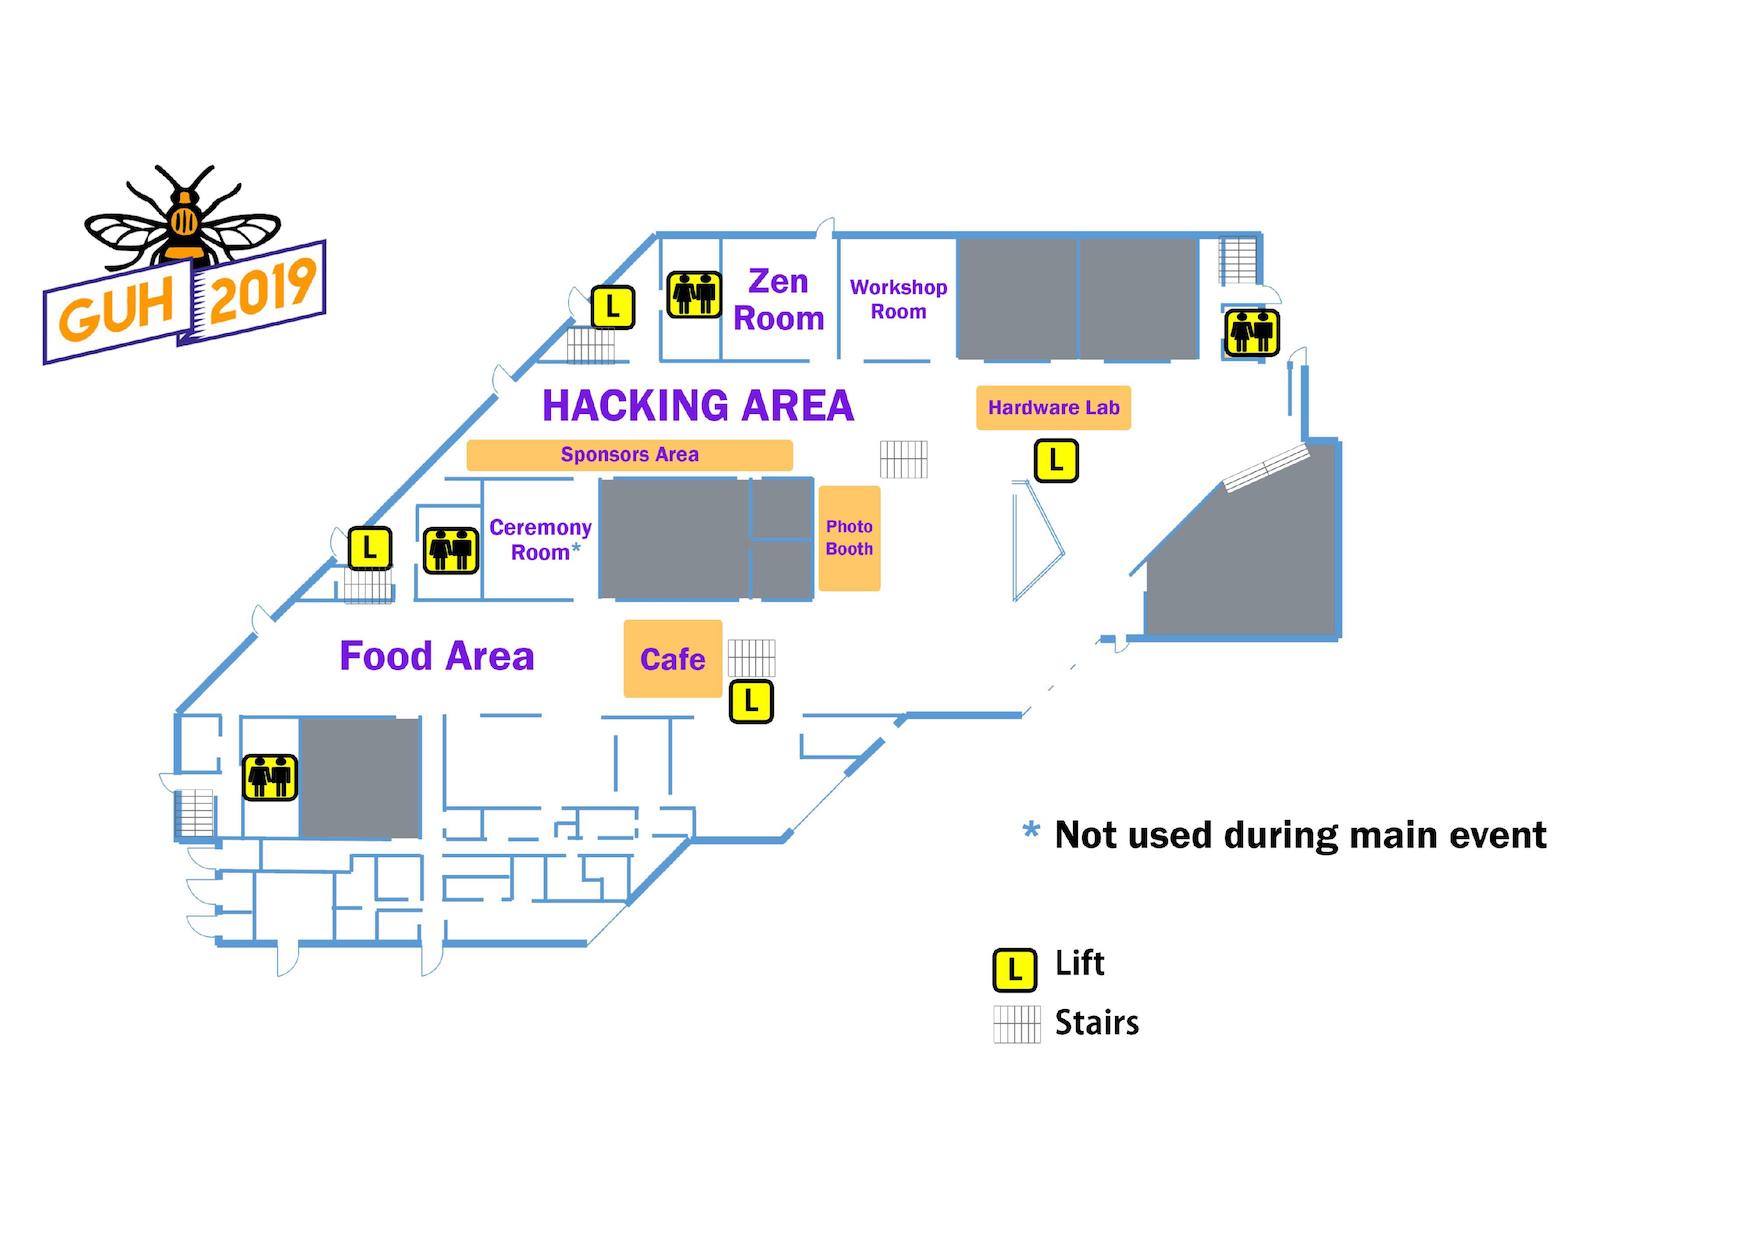 GUH 2019
Zen
Room
Workshop
Room
L
HACKING AREA
Hardware Lab
Sponsors Area
L
Ceremony
Room*
Photo
Booth
L
Food Area
Cafe
L
* Not used during main event
L Lift
Stairs